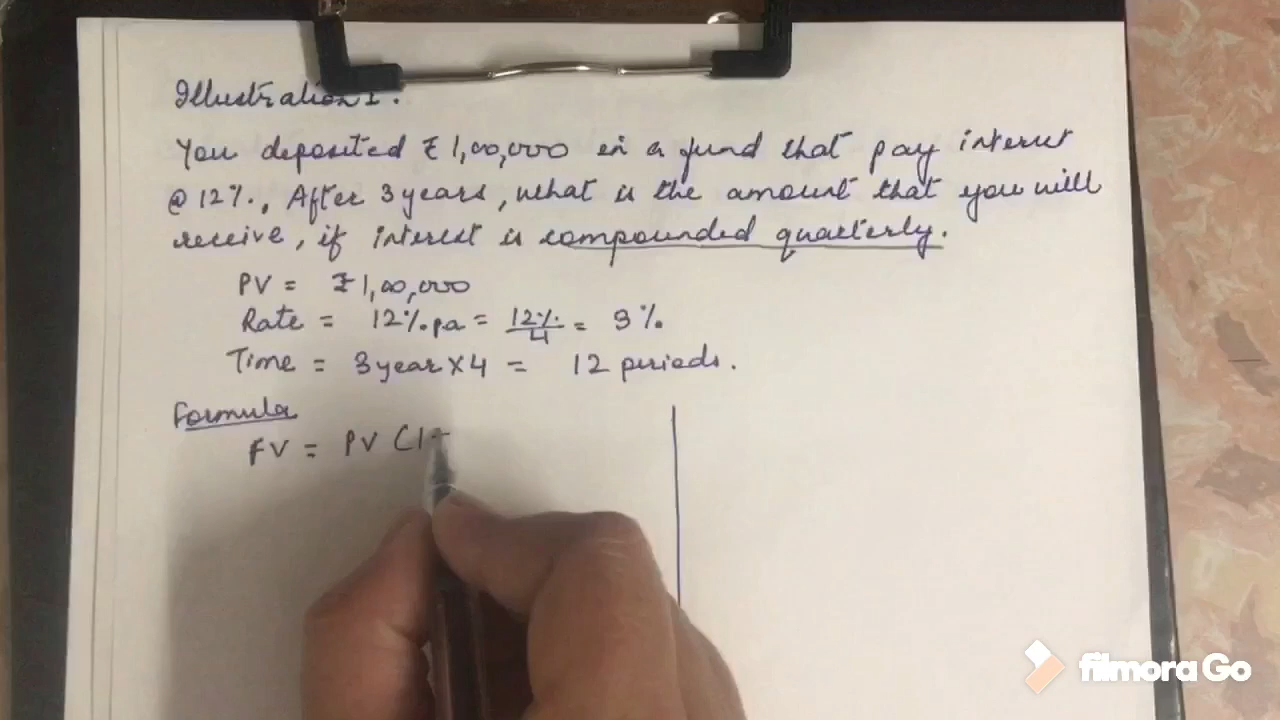 Illustration 1.
You deposited ₹1,00,000 in a fund that pay interest
@ 12%. After 3 years, what is the amount that you will
receive, if interest is compounded quarterly.
PV = ₹1,00,000
Rate = 12% pa = 12%/4 = 3%
Time = 3 year × 4 = 12 periods.
Formula
FV = PV (1
filmora Go